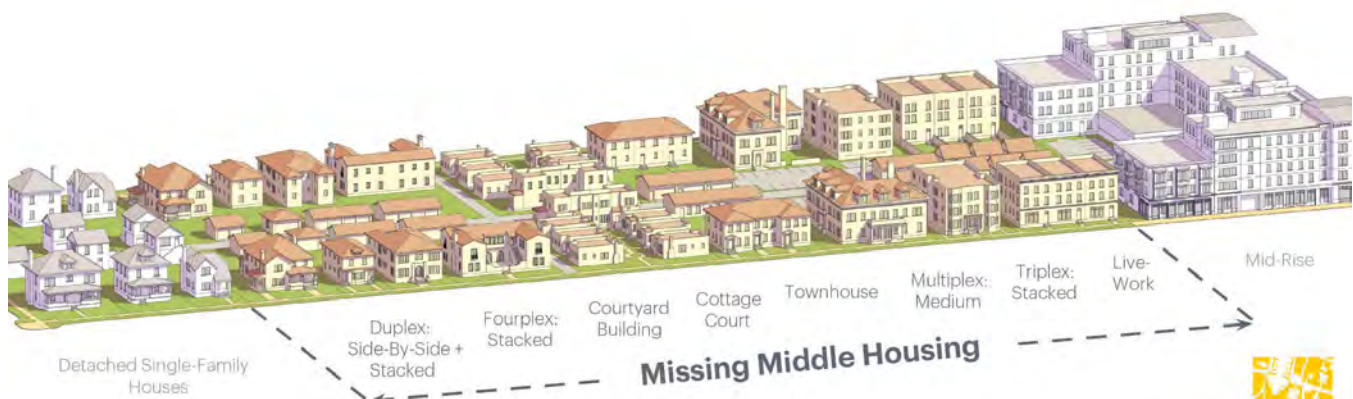 Detached Single-Family
Houses
Duplex:
Side-By-Side +
Stacked
Fourplex:
Stacked
Courtyard
Building
Cottage
Court
Townhouse
Multiplex:
Medium
Triplex:
Stacked
Live-
Work
Mid-Rise
Missing Middle Housing